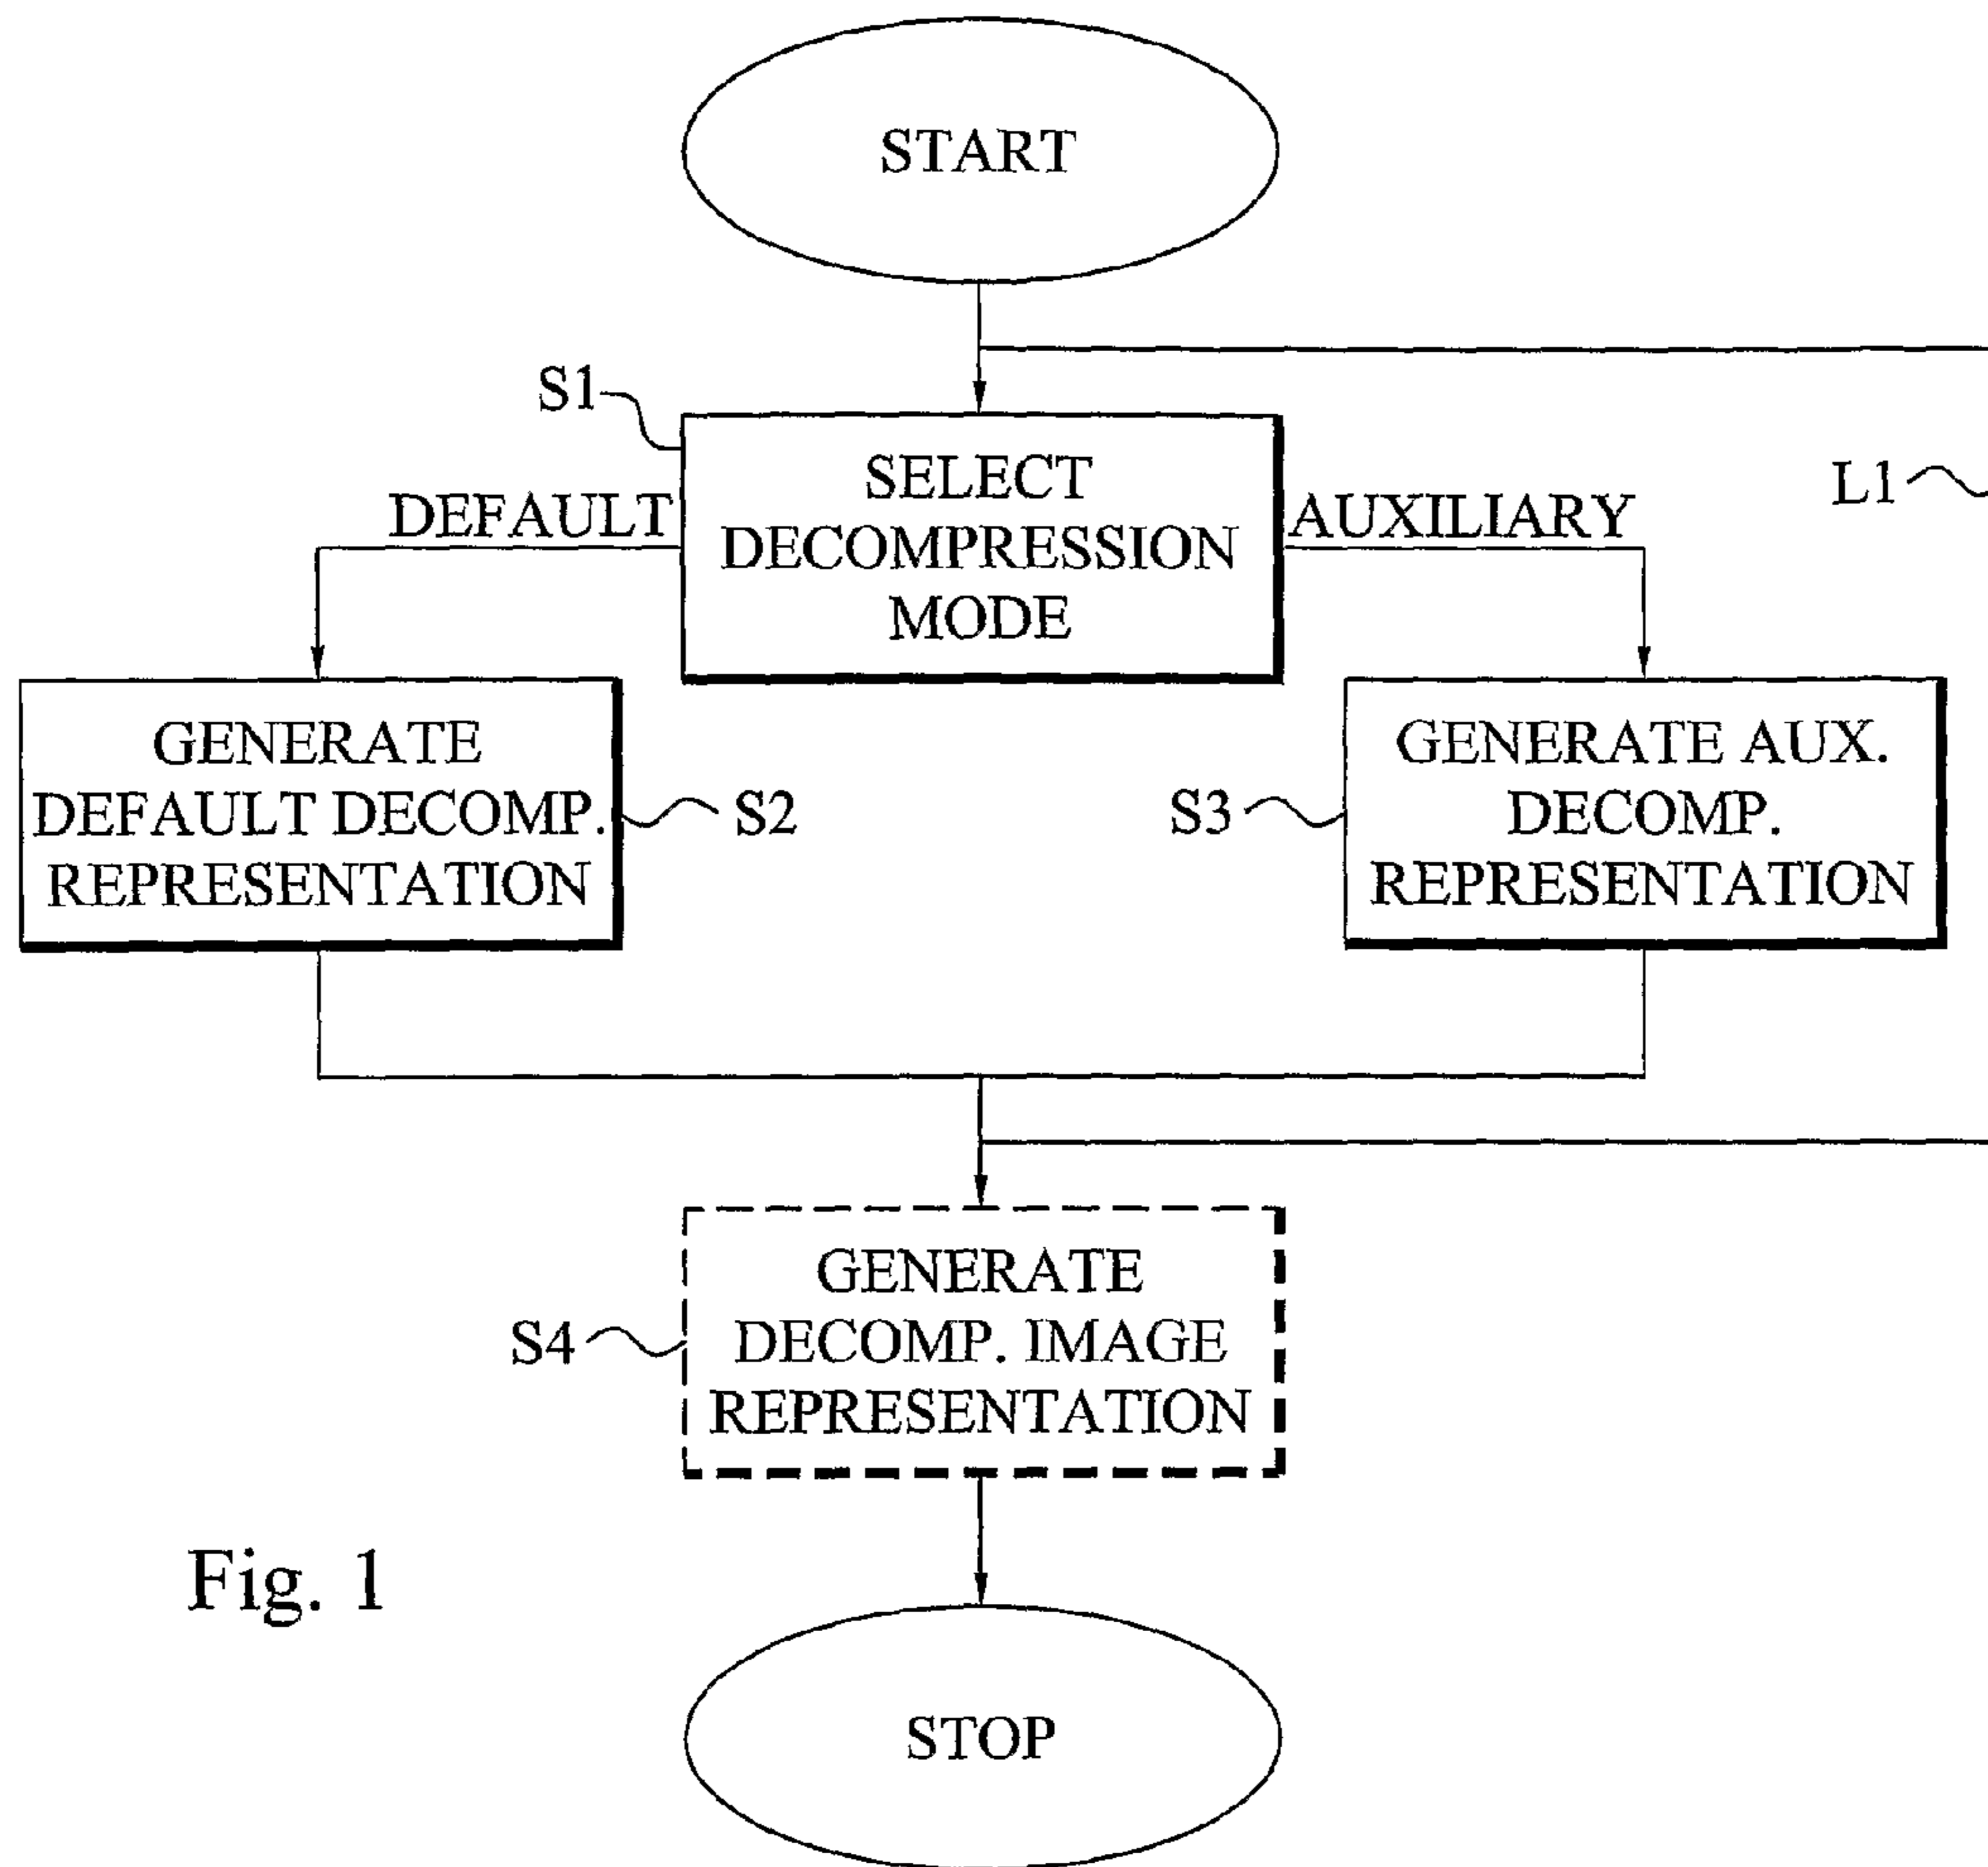 START
S1
SELECT
DECOMPRESSION
MODE
DEFAULT
AUXILIARY
L1
GENERATE
DEFAULT DECOMP.
REPRESENTATION
S2
S3
GENERATE AUX.
DECOMP.
REPRESENTATION
S4
GENERATE
DECOMP. IMAGE
REPRESENTATION
Fig. 1
STOP